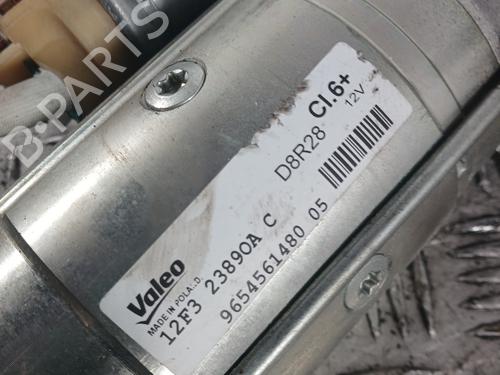 B-PARTS
Valeo
MADE IN POLAND
12F3 23890A C
9654561480 05
D8R28
Cl.6+
12V